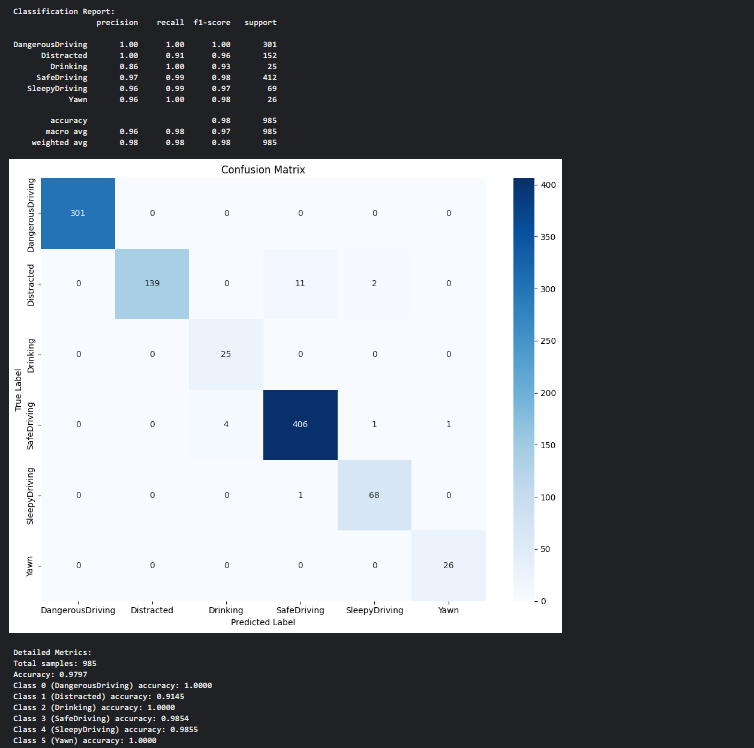 Classification Report:
precision recall f1-score support
DangerousDriving 1.00 1.00 1.00 301
Distracted 1.00 0.91 0.96 152
Drinking 0.86 1.00 0.93 25
SafeDriving 0.97 0.99 0.98 412
SleepyDriving 0.96 0.99 0.97 69
Yawn 0.96 1.00 0.98 26
accuracy 0.98 985
macro avg 0.96 0.98 0.97 985
weighted avg 0.98 0.98 0.98 985
Confusion Matrix
True Label
DangerousDriving 301 0 0 0 0 0
Distracted 0 139 0 11 2 0
Drinking 0 0 25 0 0 0
SafeDriving 0 0 4 406 1 1
SleepyDriving 0 0 0 1 68 0
Yawn 0 0 0 0 0 26
DangerousDriving Distracted Drinking SafeDriving SleepyDriving Yawn
Predicted Label
400
350
300
250
200
150
100
50
0
Detailed Metrics:
Total samples: 985
Accuracy: 0.9797
Class 0 (DangerousDriving) accuracy: 1.0000
Class 1 (Distracted) accuracy: 0.9145
Class 2 (Drinking) accuracy: 1.0000
Class 3 (SafeDriving) accuracy: 0.9854
Class 4 (SleepyDriving) accuracy: 0.9855
Class 5 (Yawn) accuracy: 1.0000